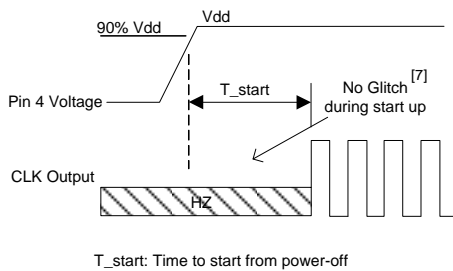 Vdd
90% Vdd
T_start
No Glitch [7]
during start up
Pin 4 Voltage
CLK Output
HZ
T_start: Time to start from power-off